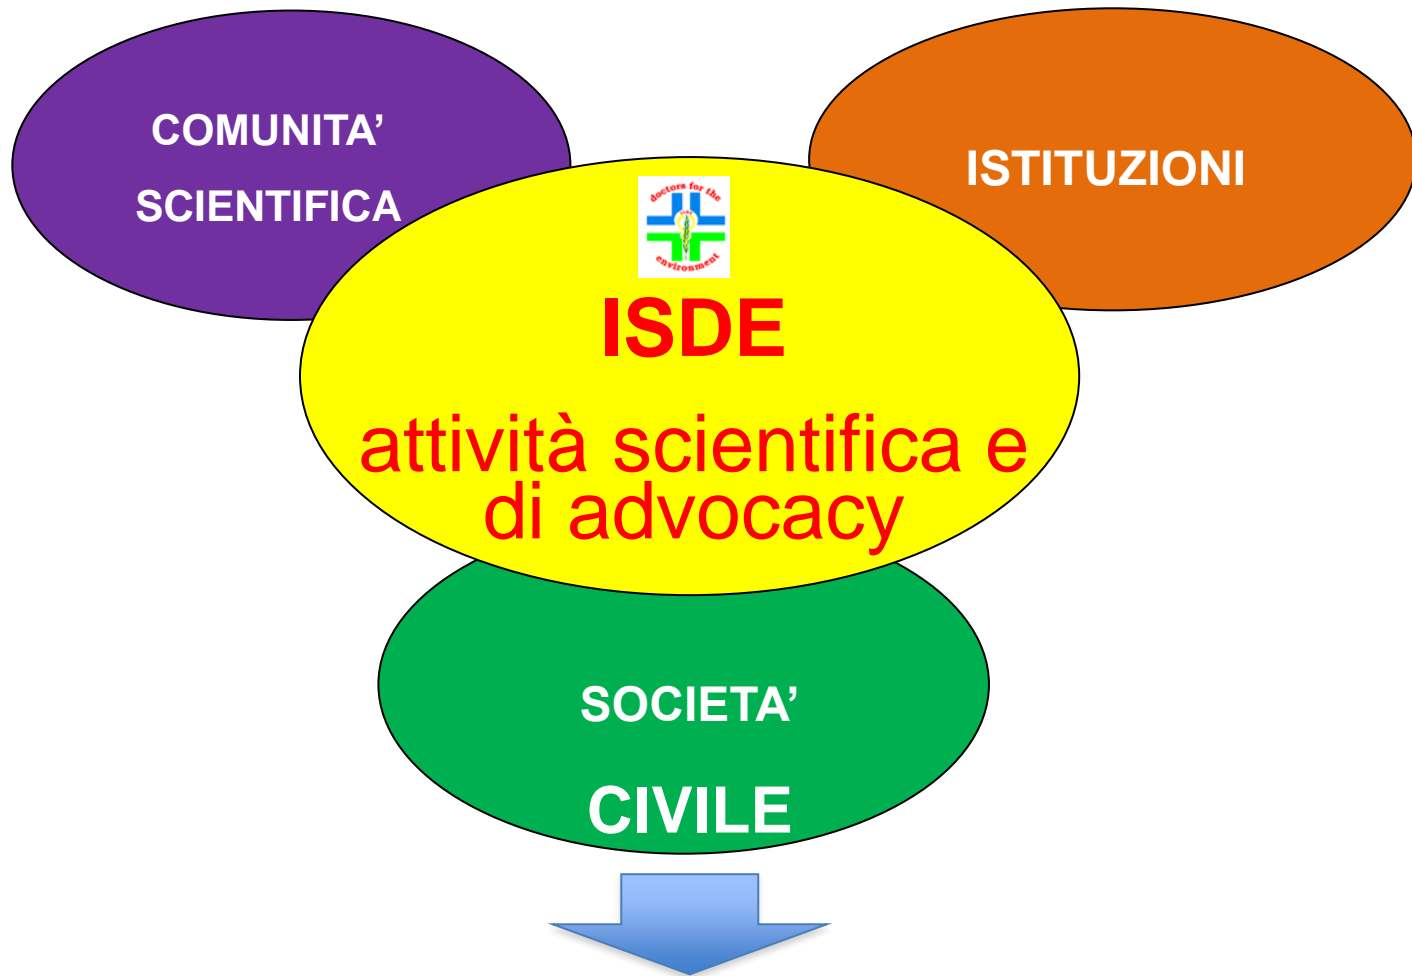 COMUNITA’
SCIENTIFICA
ISTITUZIONI
doctors for the
environment
ISDE
attività scientifica e
di advocacy
SOCIETA’
CIVILE